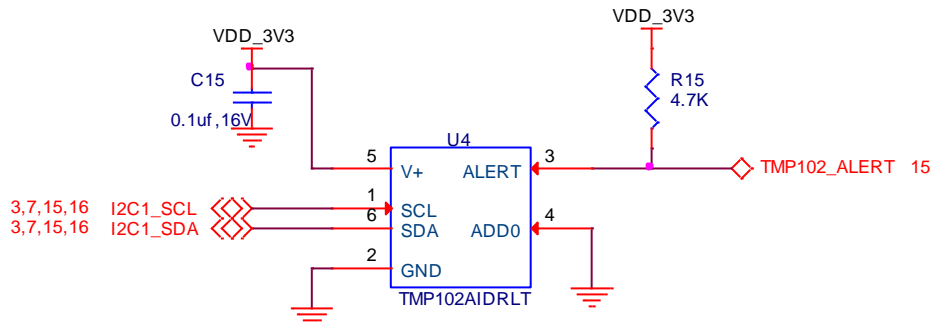 VDD_3V3
VDD_3V3
C15
0.1uf,16V
R15
4.7K
U4
5
V+
ALERT
3
TMP102_ALERT 15
3,7,15,16 I2C1_SCL
1
SCL
3,7,15,16 I2C1_SDA
6
SDA
ADD0
4
2
GND
TMP102AIDRLT